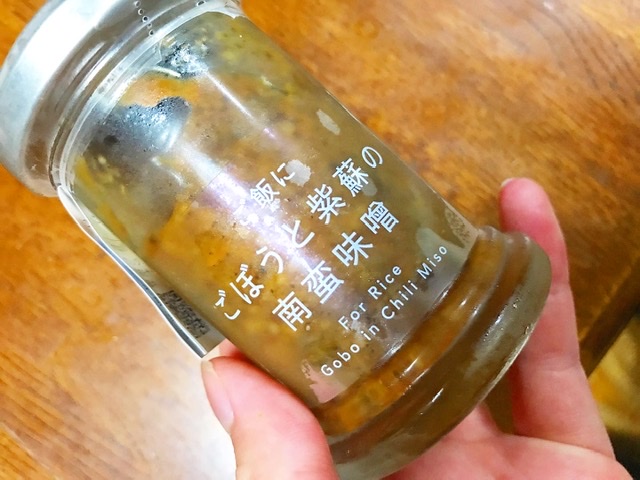 ご飯に
ごぼうと紫蘇の
南蛮味噌
For Rice
Gobo in Chili Miso